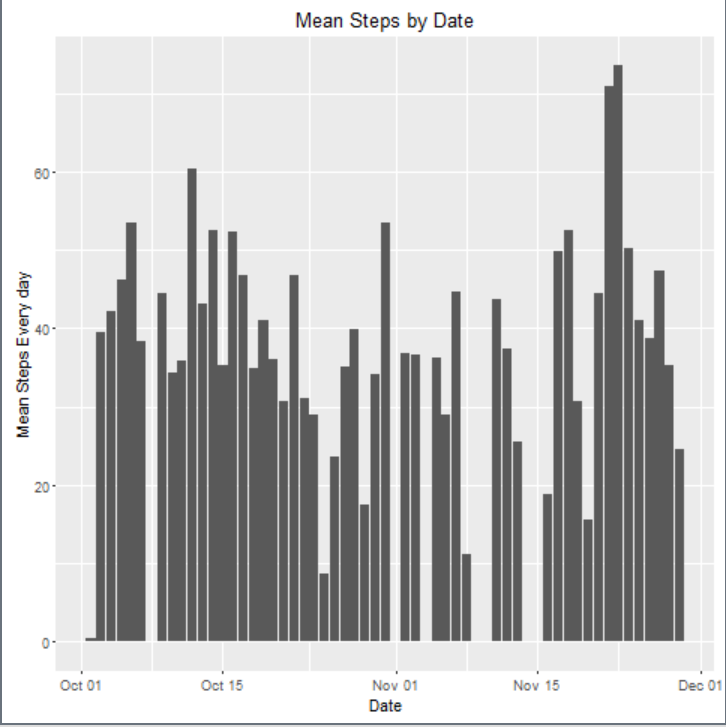 Mean Steps by Date
Mean Steps Every day
60
40
20
0
Oct 01 Oct 15 Nov 01 Nov 15 Dec 01
Date